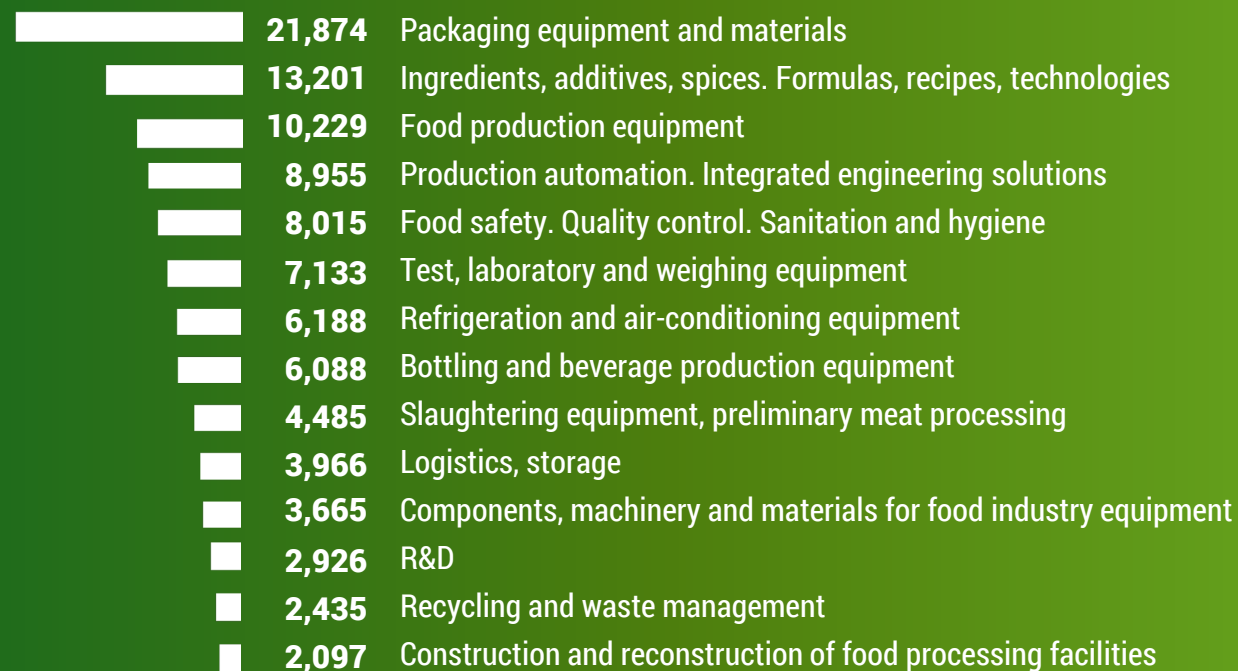 21,874 Packaging equipment and materials
13,201 Ingredients, additives, spices. Formulas, recipes, technologies
10,229 Food production equipment
8,955 Production automation. Integrated engineering solutions
8,015 Food safety. Quality control. Sanitation and hygiene
7,133 Test, laboratory and weighing equipment
6,188 Refrigeration and air-conditioning equipment
6,088 Bottling and beverage production equipment
4,485 Slaughtering equipment, preliminary meat processing
3,966 Logistics, storage
3,665 Components, machinery and materials for food industry equipment
2,926 R&D
2,435 Recycling and waste management
2,097 Construction and reconstruction of food processing facilities